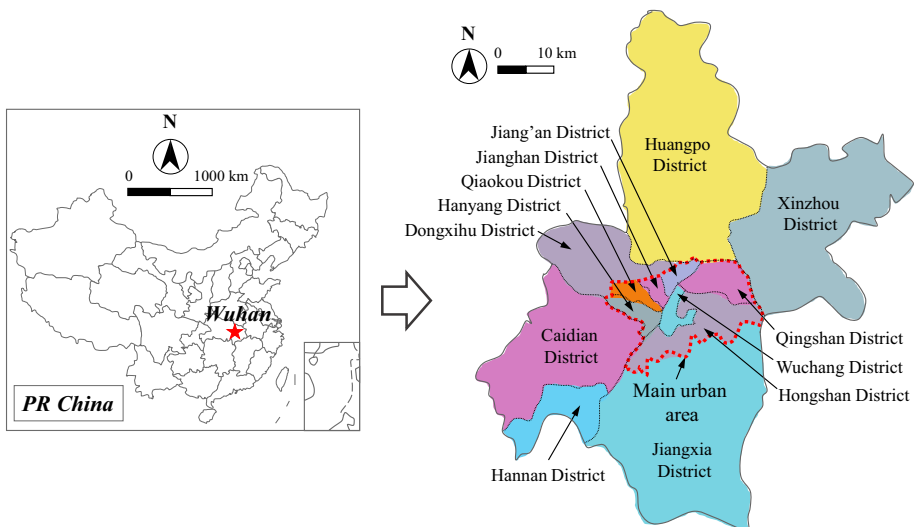 N
0 1000 km
Wuhan
PR China
N
0 10 km
Jiang'an District
Jianghan District
Qiaokou District
Hanyang District
Dongxihu District
Huangpo
District
Xinzhou
District
Caidian
District
Qingshan District
Wuchang District
Hongshan District
Main urban
area
Jiangxia
District
Hannan District